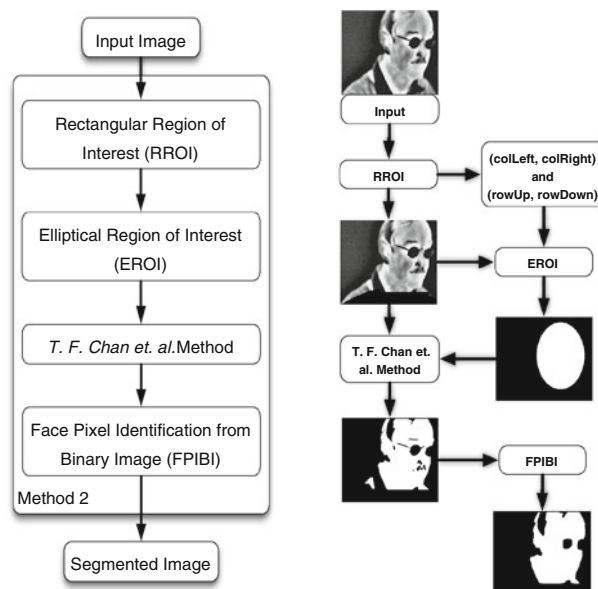 Input Image
Rectangular Region of
Interest (RROI)
Elliptical Region of Interest
(EROI)
T. F. Chan et. al.Method
Face Pixel Identification from
Binary Image (FPIBI)
Method 2
Segmented Image
Input
RROI
(colLeft, colRight)
and
(rowUp, rowDown)
EROI
T. F. Chan et.
al. Method
FPIBI